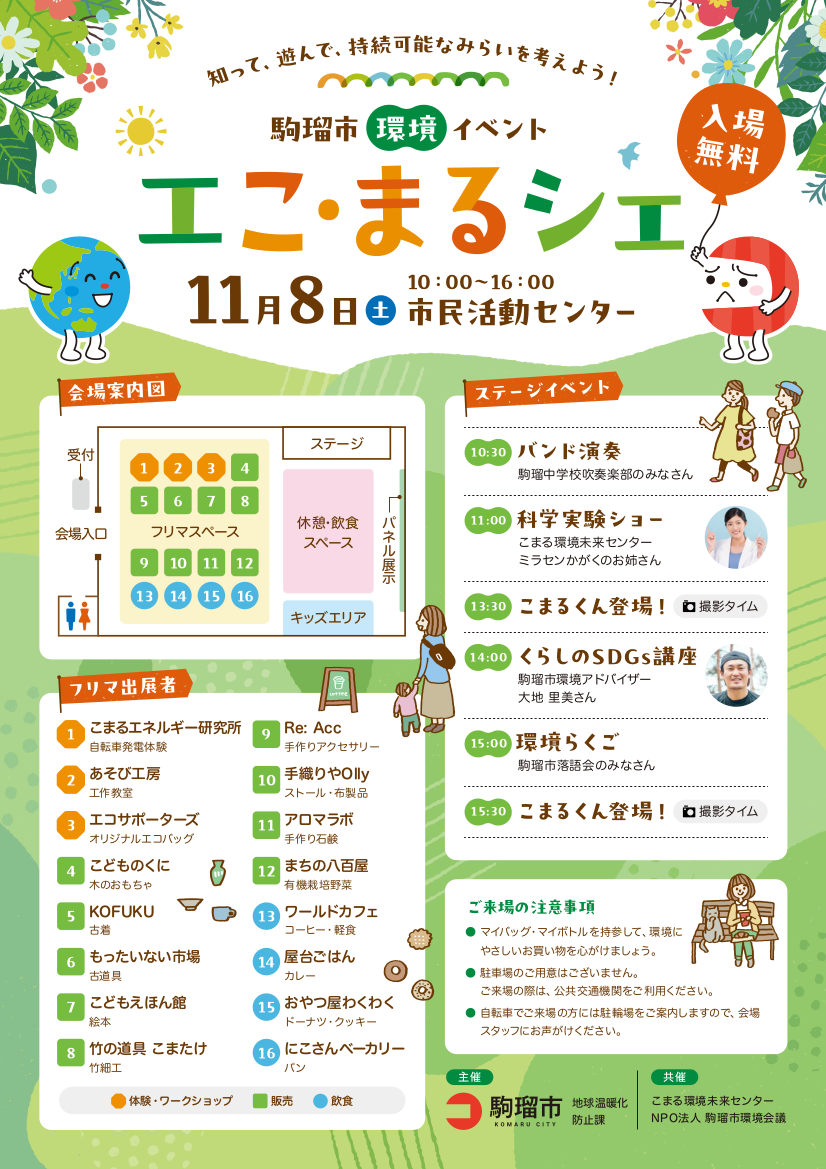 知って、遊んで、持続可能なみらいを考えよう!
駒瑠市 環境 イベント
入場
無料
エこ・まるシェ
11月8日土
10：00～16：00
市民活動センター
会場案内図
受付
会場入口
1 2 3 4
5 6 7 8
フリマスペース
9 10 11 12
13 14 15 16
ステージ
休憩・飲食
スペース
パネル展示
キッズエリア
フリマ出展者
1 こまるエネルギー研究所
自転車発電体験
2 あそび工房
工作教室
3 エコサポーターズ
オリジナルエコバッグ
4 こどものくに
木のおもちゃ
5 KOFUKU
古着
6 もったいない市場
古道具
7 こどもえほん館
絵本
8 竹の道具 こまたけ
竹細工
COFFEE
9 Re: Acc
手作りアクセサリー
10 手織りやOlly
ストール・布製品
11 アロマラボ
手作り石鹸
12 まちの八百屋
有機栽培野菜
13 ワールドカフェ
コーヒー・軽食
14 屋台ごはん
カレー
15 おやつ屋わくわく
ドーナツ・クッキー
16 にこさんベーカリー
パン
体験・ワークショップ 販売 飲食
ステージイベント
10:30 バンド演奏
駒瑠中学校吹奏楽部のみなさん
11:00 科学実験ショー
こまる環境未来センター
ミラセンかがくのお姉さん
13:30 こまるくん登場! 撮影タイム
14:00 くらしのSDGs講座
駒瑠市環境アドバイザー
大地 里美さん
15:00 環境らくご
駒瑠市落語会のみなさん
15:30 こまるくん登場! 撮影タイム
ご来場の注意事項
● マイバッグ・マイボトルを持参して、環境に
やさしいお買い物を心がけましょう。
● 駐車場のご用意はございません。
ご来場の際は、公共交通機関をご利用ください。
● 自転車でご来場の方には駐輪場をご案内しますので、会場
スタッフにお声がけください。
主催
駒瑠市
KOMARU CITY
地球温暖化
防止課
共催
こまる環境未来センター
NPO法人 駒瑠市環境会議